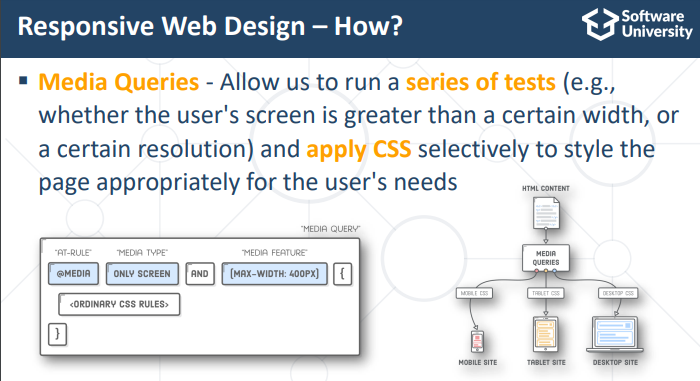 Responsive Web Design – How?
Software
University
▪ Media Queries - Allow us to run a series of tests (e.g.,
whether the user's screen is greater than a certain width, or
a certain resolution) and apply CSS selectively to style the
page appropriately for the user's needs
"MEDIA QUERY"
"AT-RULE" "MEDIA TYPE" "MEDIA FEATURE"
@MEDIA ONLY SCREEN AND (MAX-WIDTH: 400PX) {
<ORDINARY CSS RULES>
}
HTML CONTENT
MEDIA
QUERIES
MOBILE CSS TABLET CSS DESKTOP CSS
MOBILE SITE TABLET SITE DESKTOP SITE